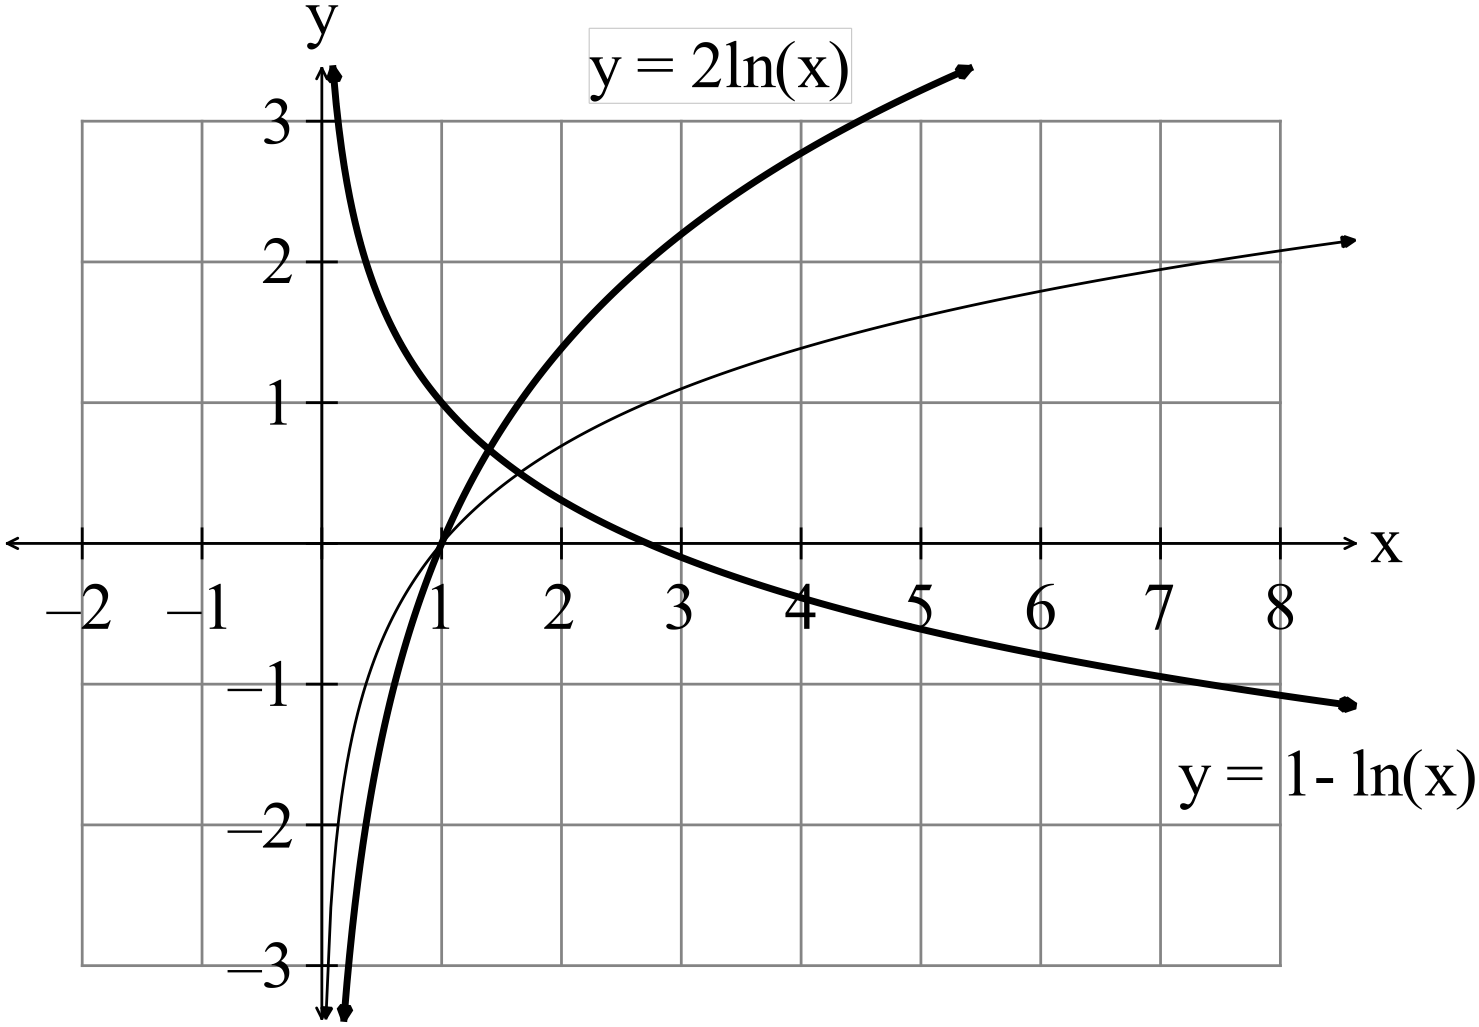 y
y = 2ln(x)
3
2
1
x
−2 −1 1 2 3 4 5 6 7 8
−1
y = 1- ln(x)
−2
−3